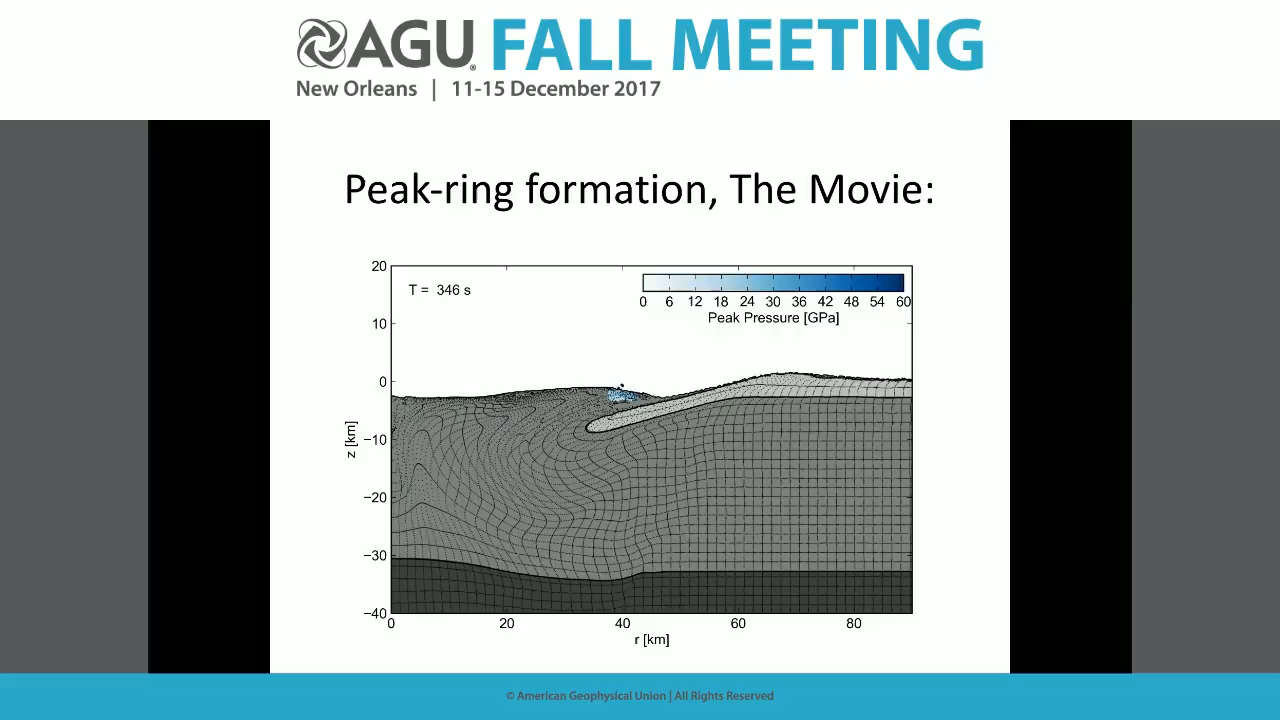 AGU FALL MEETING
New Orleans | 11-15 December 2017
Peak-ring formation, The Movie:
T = 346 s
0 6 12 18 24 30 36 42 48 54 60
Peak Pressure [GPa]
20
10
0
−10
−20
−30
−40
z [km]
0 20 40 60 80
r [km]
© American Geophysical Union | All Rights Reserved